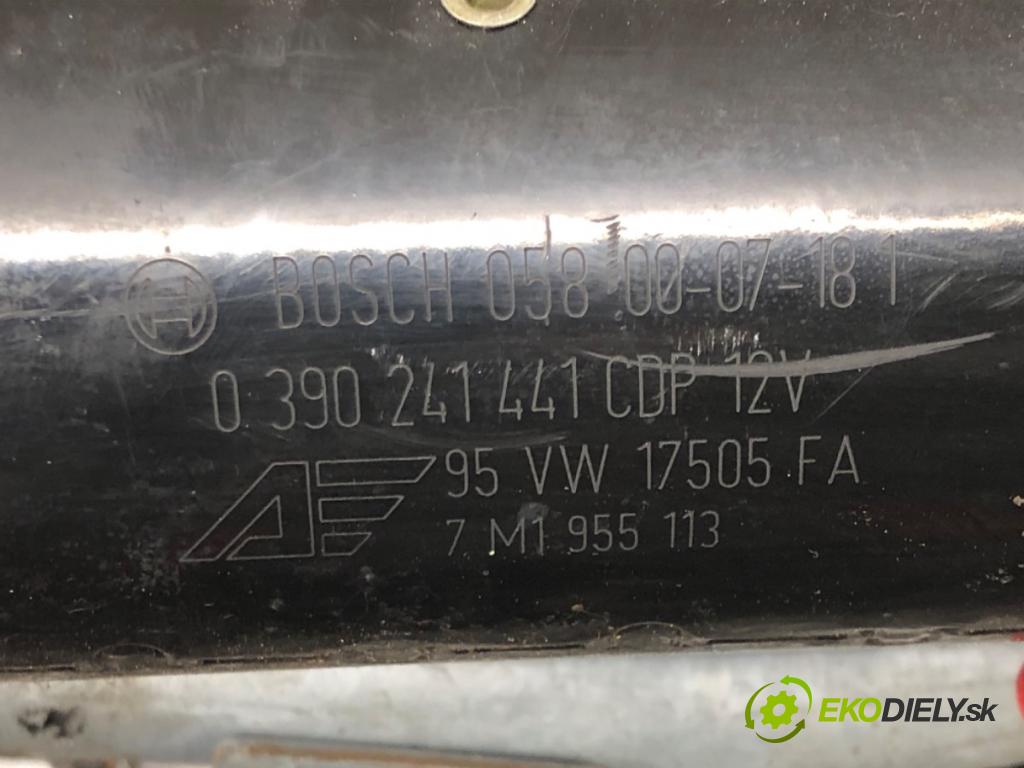 BOSCH 058 00-07-18 1
0 390 241 441 CDP 12V
AF 95 VW 17505 FA
7 M1 955 113
EKODIELY.sk